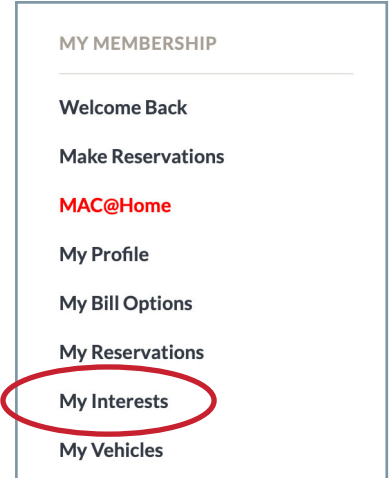 MY MEMBERSHIP
Welcome Back
Make Reservations
MAC@Home
My Profile
My Bill Options
My Reservations
My Interests
My Vehicles